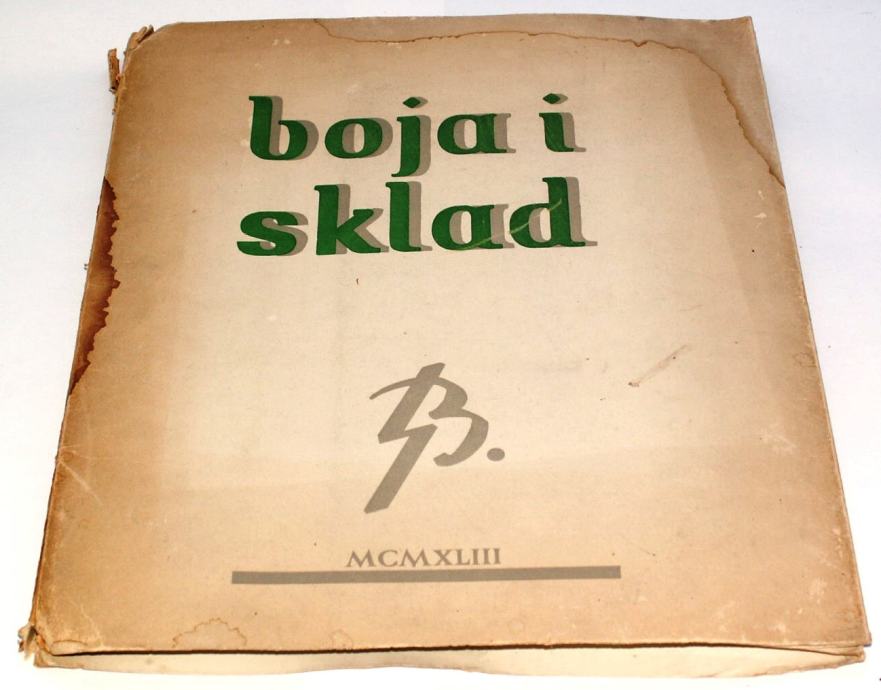 boja i
sklad
B.
MCMXLIII